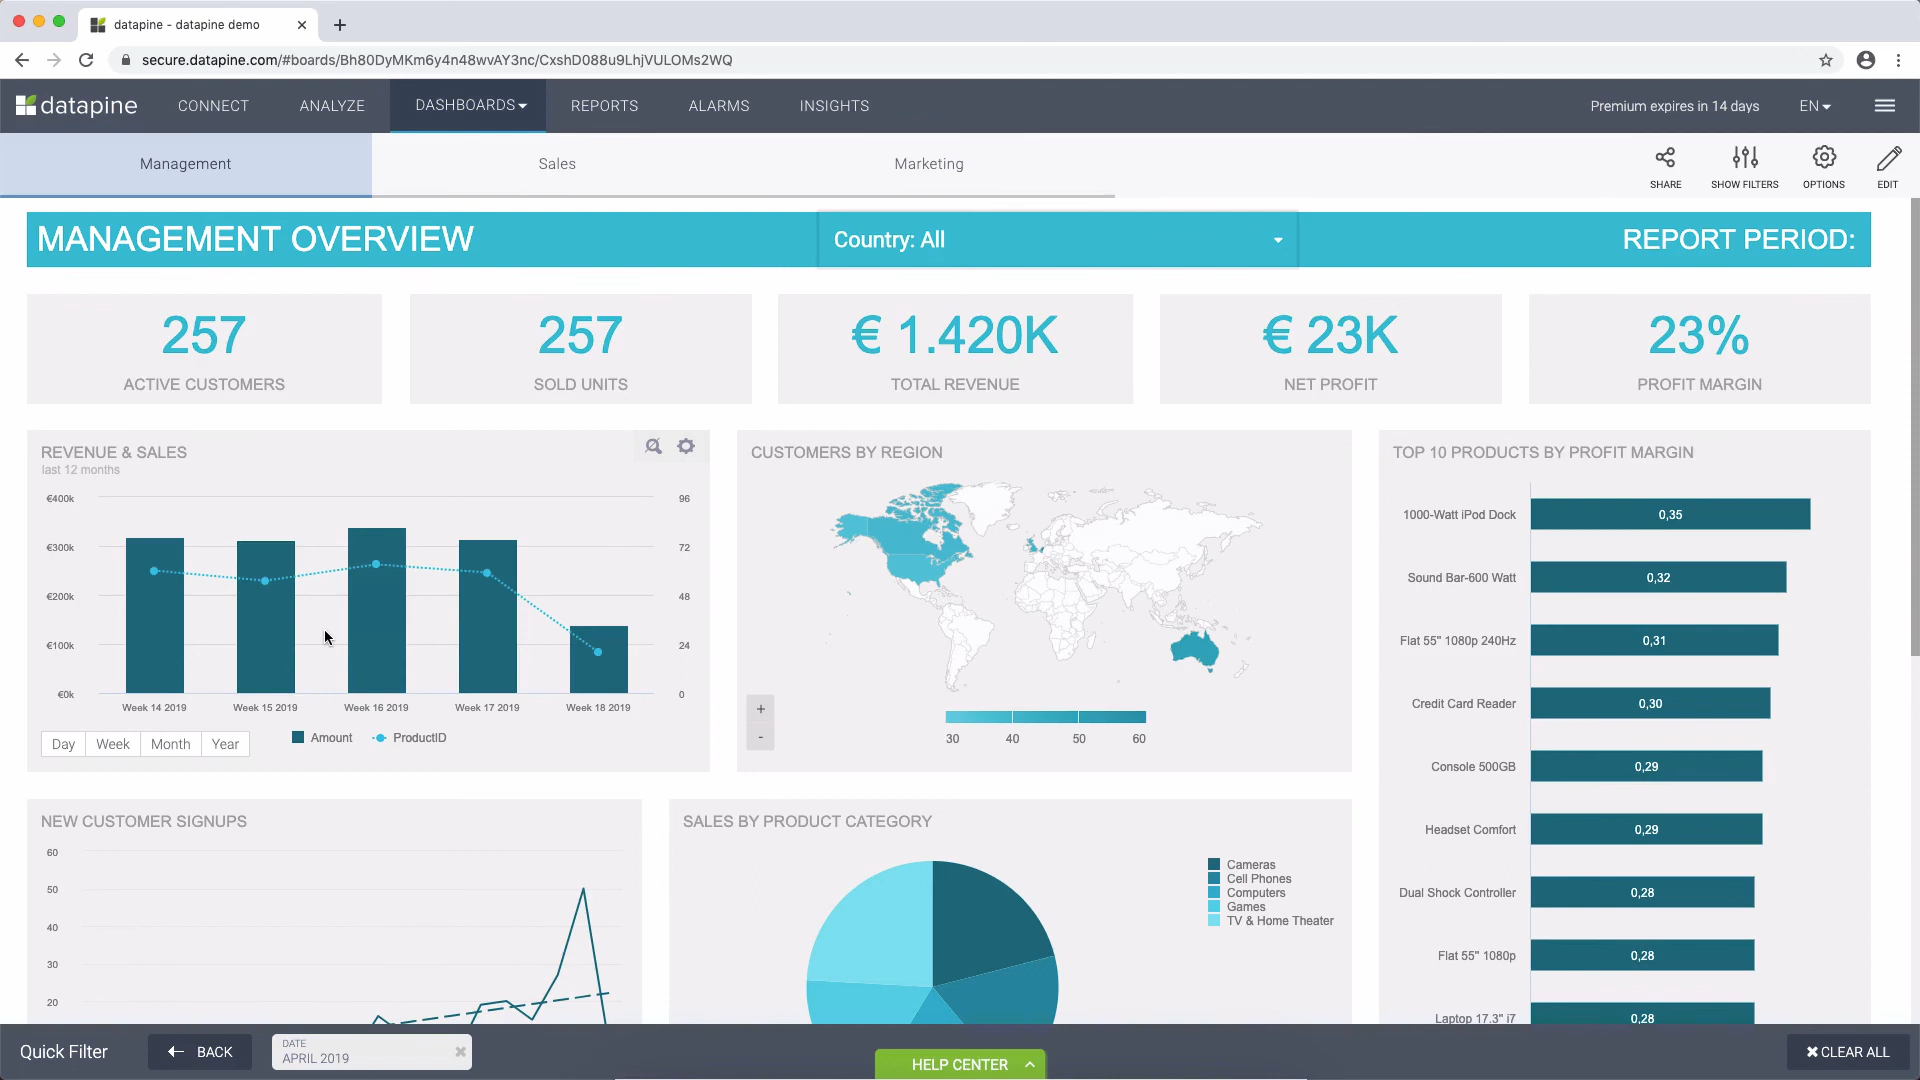 datapine - datapine demo
secure.datapine.com/#boards/Bh80DyMKm6y4n48wvAY3nc/CxshD088u9LhjVULOMs2WQ
datapine
CONNECT
ANALYZE
DASHBOARDS
REPORTS
ALARMS
INSIGHTS
Premium expires in 14 days
EN
Management
Sales
Marketing
SHARE
SHOW FILTERS
OPTIONS
EDIT
MANAGEMENT OVERVIEW
Country: All
REPORT PERIOD:
257
ACTIVE CUSTOMERS
257
SOLD UNITS
€ 1.420K
TOTAL REVENUE
€ 23K
NET PROFIT
23%
PROFIT MARGIN
REVENUE & SALES
last 12 months
€400k
€300k
€200k
€100k
€0k
96
72
48
24
0
Week 14 2019
Week 15 2019
Week 16 2019
Week 17 2019
Week 18 2019
Day
Week
Month
Year
Amount
ProductID
CUSTOMERS BY REGION
+
-
30
40
50
60
TOP 10 PRODUCTS BY PROFIT MARGIN
1000-Watt iPod Dock
0,35
Sound Bar-600 Watt
0,32
Flat 55" 1080p 240Hz
0,31
Credit Card Reader
0,30
Console 500GB
0,29
Headset Comfort
0,29
Dual Shock Controller
0,28
Flat 55" 1080p
0,28
Laptop 17.3" i7
0,28
NEW CUSTOMER SIGNUPS
60
50
40
30
20
SALES BY PRODUCT CATEGORY
Cameras
Cell Phones
Computers
Games
TV & Home Theater
Quick Filter
BACK
DATE
APRIL 2019
HELP CENTER
CLEAR ALL